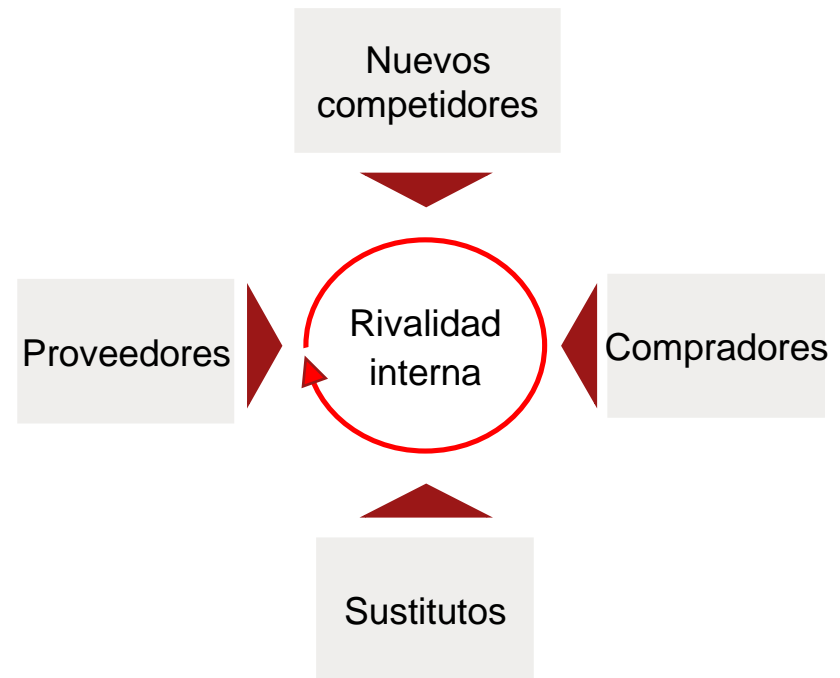 Nuevos
competidores
Proveedores
Rivalidad
interna
Compradores
Sustitutos